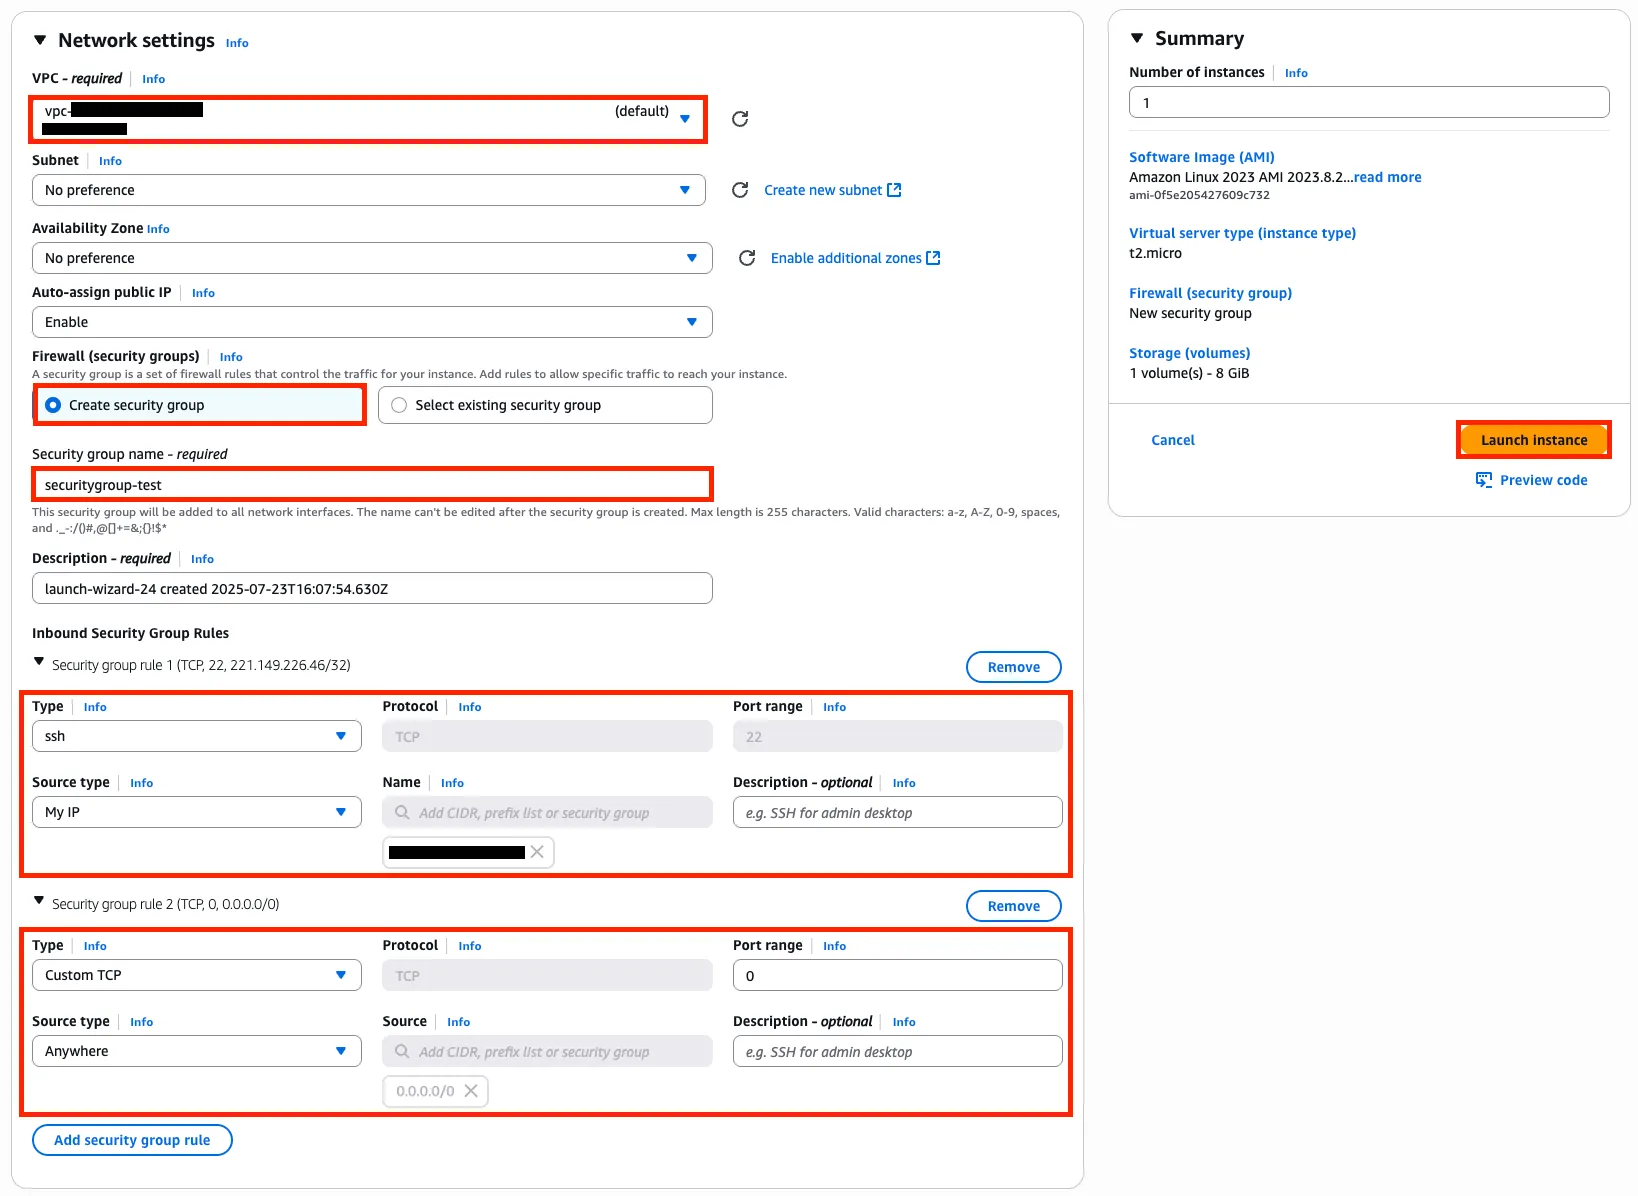 Network settings Info
VPC - required Info
vpc- (default)
Subnet Info
No preference
Create new subnet
Availability Zone Info
No preference
Enable additional zones
Auto-assign public IP Info
Enable
Firewall (security groups) Info
A security group is a set of firewall rules that control the traffic for your instance. Add rules to allow specific traffic to reach your instance.
Create security group
Select existing security group
Security group name - required
securitygroup-test
This security group will be added to all network interfaces. The name can't be edited after the security group is created. Max length is 255 characters. Valid characters: a-z, A-Z, 0-9, spaces,
and ._-:/()#,@[]+=&;{}!$*
Description - required Info
launch-wizard-24 created 2025-07-23T16:07:54.630Z
Inbound Security Group Rules
Security group rule 1 (TCP, 22, 221.149.226.46/32)
Remove
Type Info
Protocol Info
Port range Info
ssh
TCP
22
Source type Info
Name Info
Description - optional Info
My IP
Add CIDR, prefix list or security group
e.g. SSH for admin desktop
Security group rule 2 (TCP, 0, 0.0.0.0/0)
Remove
Type Info
Protocol Info
Port range Info
Custom TCP
TCP
0
Source type Info
Source Info
Description - optional Info
Anywhere
Add CIDR, prefix list or security group
e.g. SSH for admin desktop
0.0.0.0/0
Add security group rule
Summary
Number of instances Info
1
Software Image (AMI)
Amazon Linux 2023 AMI 2023.8.2...read more
ami-0f5e205427609c732
Virtual server type (instance type)
t2.micro
Firewall (security group)
New security group
Storage (volumes)
1 volume(s) - 8 GiB
Cancel
Launch instance
Preview code